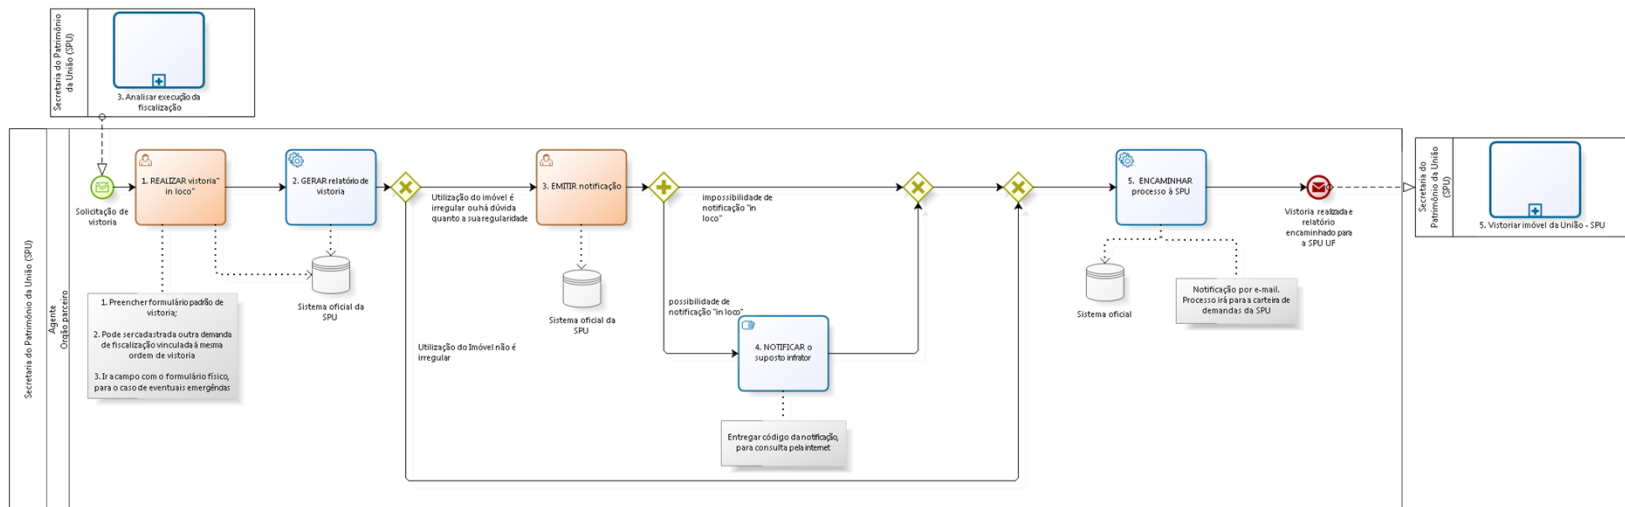 Secretaria do Patrimônio
da União (SPU)
3. Analisar execução da
fiscalização
Secretaria do Patrimônio da União (SPU)
Agente
Orgão parceiro
Solicitação de
vistoria
1. REALIZAR vistoria"
in loco"
2. GERAR relatório de
vistoria
Sistema oficial da
SPU
1. Preencher formulário padrão de
vistoria;
2. Pode ser cadastrada outra demanda
de fiscalização vinculada à mesma
ordem de vistoria
3. Ir a campo com o formulário físico,
para o caso de eventuais emergências
Utilização do imóvel é
irregular ou há dúvida
quanto a sua regularidade
Utilização do Imóvel não é
irregular
3. EMITIR notificação
Sistema oficial da
SPU
impossibilidade de
notificação "in
loco"
possibilidade de
notificação "in loco"
4. NOTIFICAR o
suposto infrator
Entregar código da notificação,
para consulta pela internet
5. ENCAMINHAR
processo à SPU
Sistema oficial
Notificação por e-mail.
Processo irá para a carteira de
demandas da SPU
Vistoria realizada e
relatório
encaminhado para
a SPU UF
Secretaria do
Patrimônio da União
(SPU)
5. Vistoriar imóvel da União - SPU